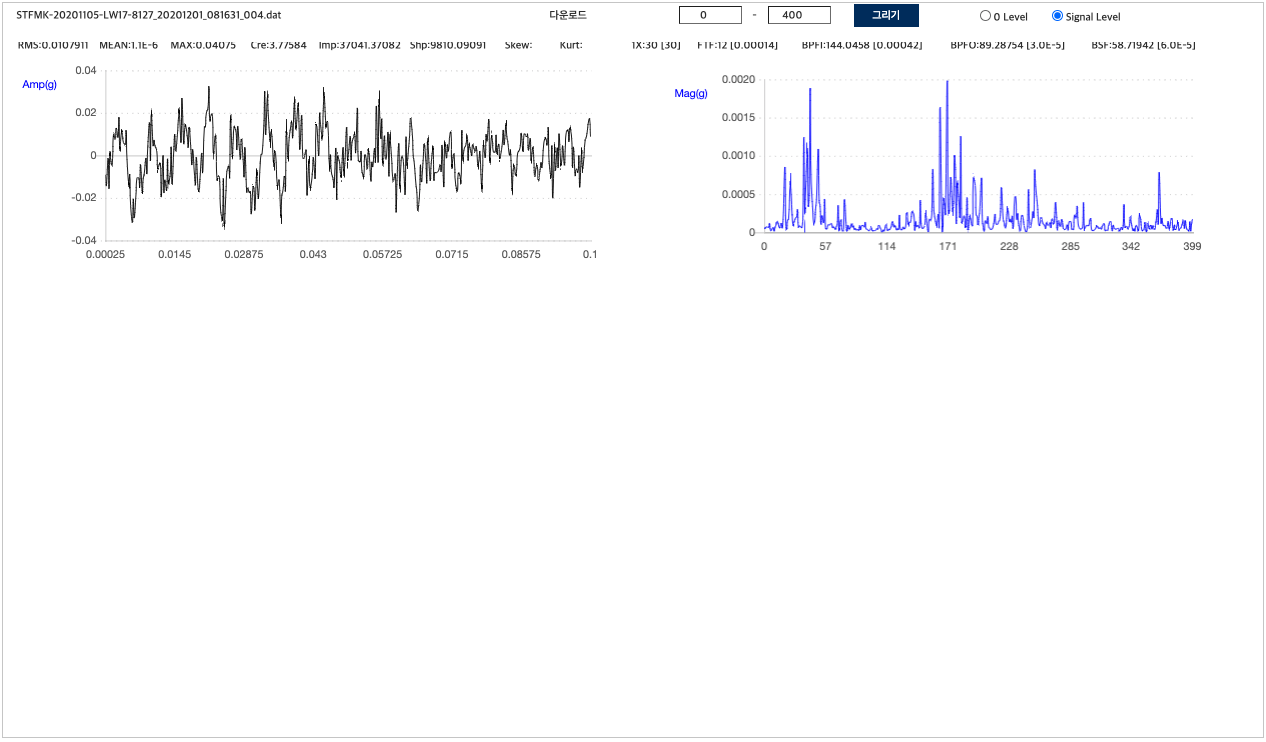 STFMK-20201105-LW17-8127_20201201_081631_004.dat 다운로드 0 - 400 그리기 0 Level Signal Level
RMS:0.0107911 MEAN:1.1E-6 MAX:0.04075 Cre:3.77584 Imp:37041.37082 Shp:9810.09091 Skew: Kurt: 1X:30 [30] FTF:12 [0.00014] BPFI:144.0458 [0.00042] BPFO:89.28754 [3.0E-5] BSF:58.71942 [6.0E-5]
Amp(g)
0.04
0.02
0
-0.02
-0.04
0.00025 0.0145 0.02875 0.043 0.05725 0.0715 0.08575 0.1
Mag(g)
0.0020
0.0015
0.0010
0.0005
0
0 57 114 171 228 285 342 399